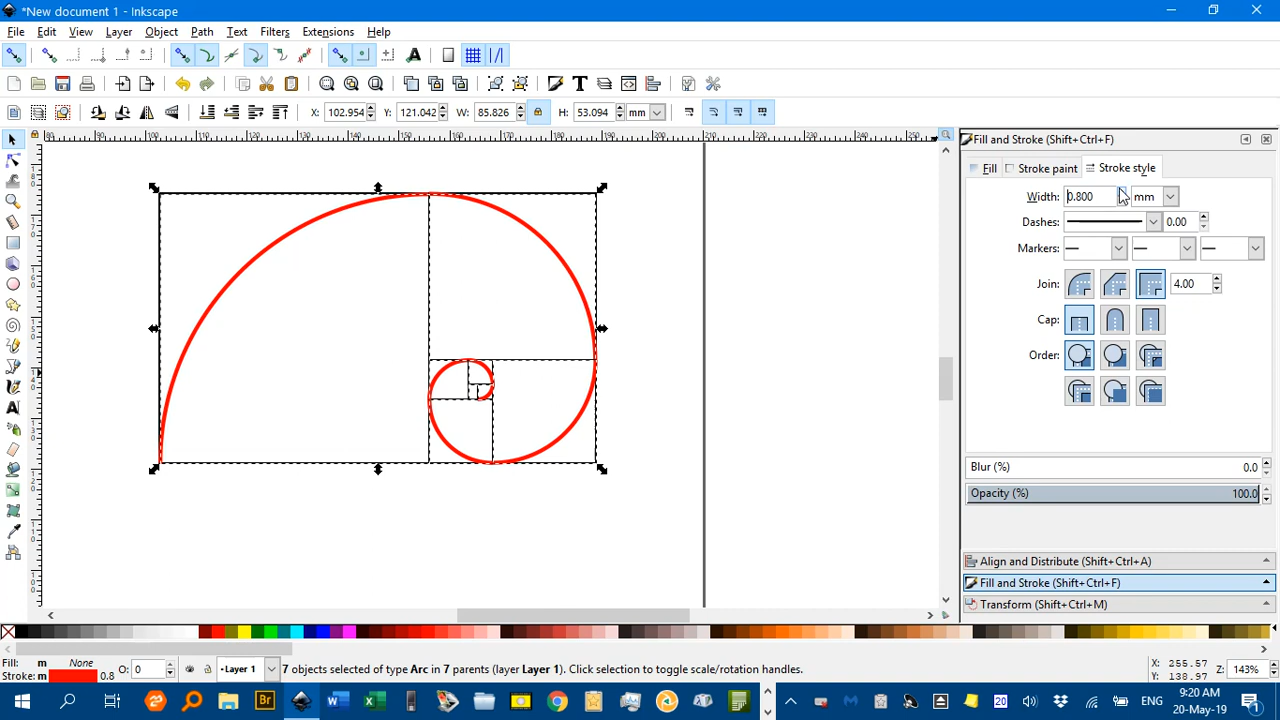 *New document 1 - Inkscape
File Edit View Layer Object Path Text Filters Extensions Help
X: 102.954 Y: 121.042 W: 85.826 H: 53.094 mm
Fill and Stroke (Shift+Ctrl+F)
Fill Stroke paint Stroke style
Width: 0.800 mm
Dashes: 0.00
Markers:
Join: 4.00
Cap:
Order:
Blur (%) 0.0
Opacity (%) 100.0
Align and Distribute (Shift+Ctrl+A)
Fill and Stroke (Shift+Ctrl+F)
Transform (Shift+Ctrl+M)
Fill: m None O: 0 Layer 1 7 objects selected of type Arc in 7 parents (layer Layer 1). Click selection to toggle scale/rotation handles. X: 255.57 Z: 143%
Stroke: m 0.8 Y: 138.97
ENG 9:20 AM
20-May-19